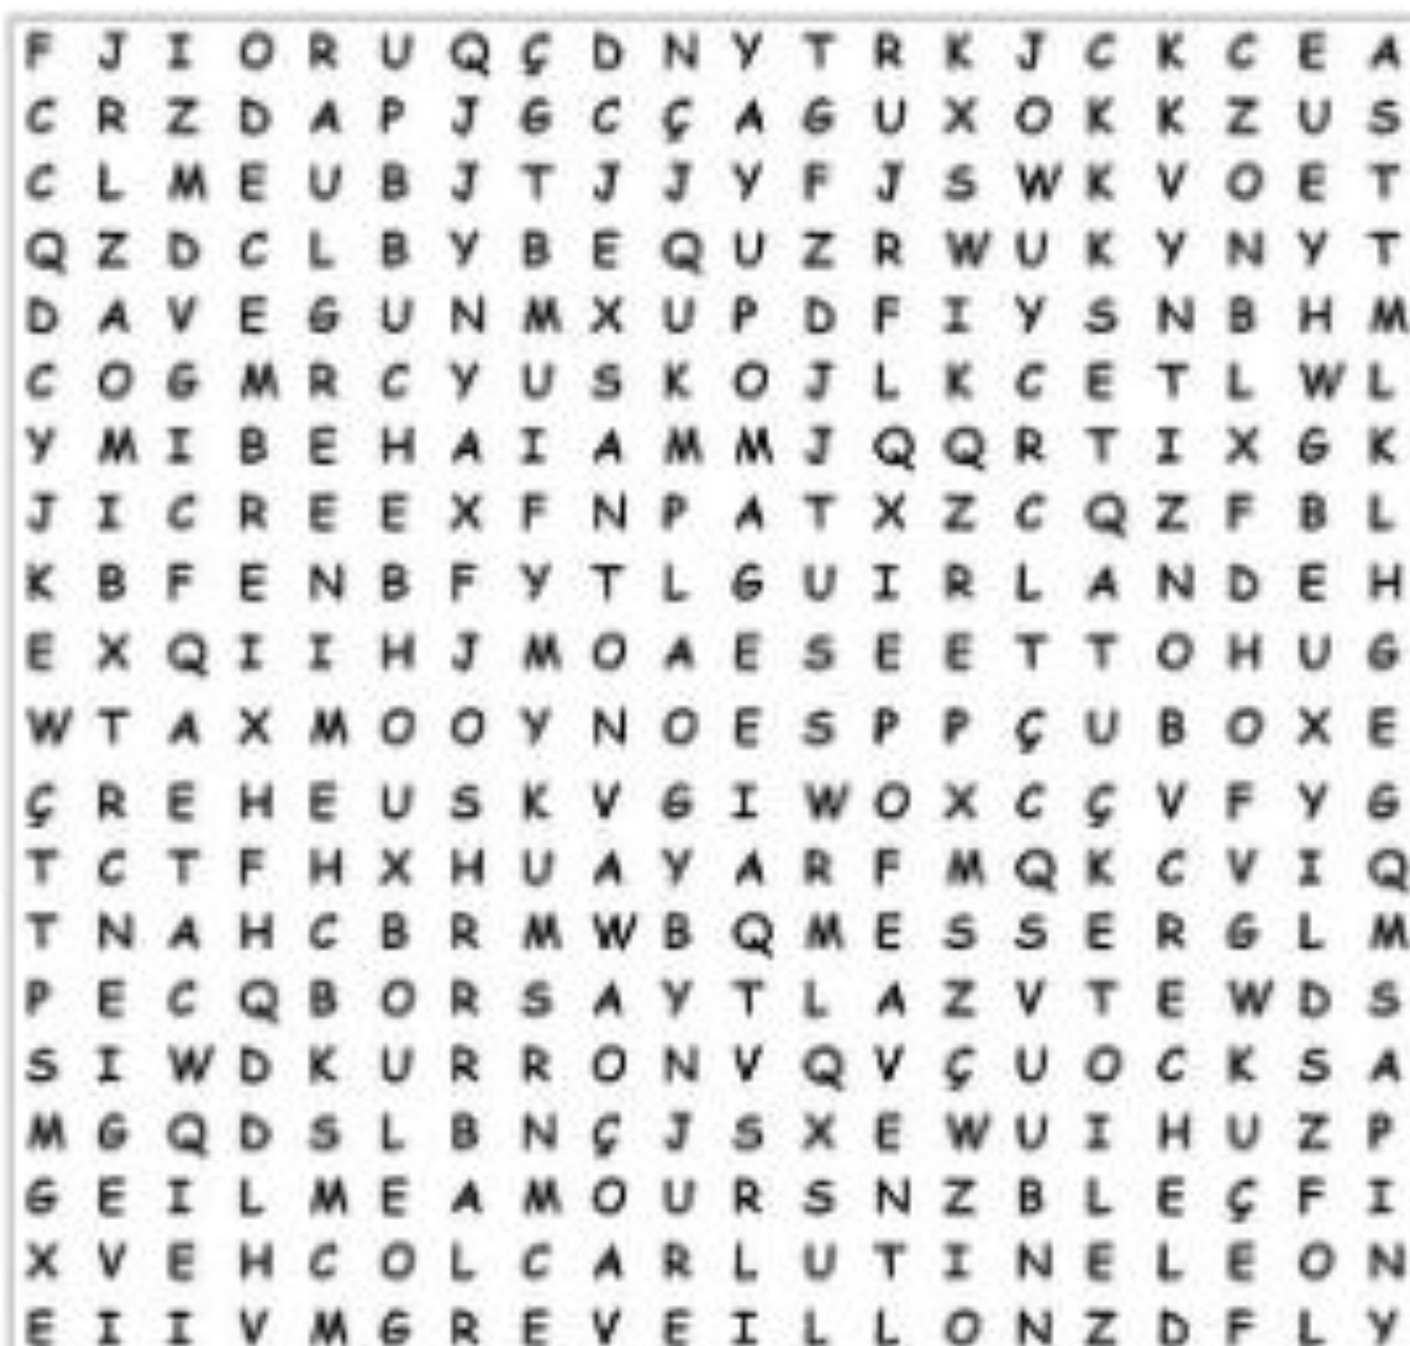 F J I O R U Q Ç D N Y T R K J C K C E A
C R Z D A P J G C Ç A G U X O K K Z U S
C L M E U B J T J J Y F J S W K V O E T
Q Z D C L B Y B E Q U Z R W U K Y N Y T
D A V E G U N M X U P D F I Y S N B H M
C O G M R C Y U S K O J L K C E T L W L
Y M I B E H A I A M M J Q Q R T I X G K
J I C R E E X F N P A T X Z C Q Z F B L
K B F E N B F Y T L G U I R L A N D E H
E X Q I I H J M O A E S E E T T O H U G
W T A X M O O Y N O E S P P Ç U B O X E
Ç R E H E U S K V G I W O X C Ç V F Y G
T C T F H X H U A Y A R F M Q K C V I Q
T N A H C B R M W B Q M E S S E R G L M
P E C Q B O R S A Y T L A Z V T E W D S
S I W D K U R R O N V Q V Ç U O C K S A
M G Q D S L B N Ç J S X E W U I H U Z P
G E I L M E A M O U R S N Z B L E Ç F I
X V E H C O L C A R L U T I N E L E O N
E I I V M G R E V E I L L O N Z D F L Y